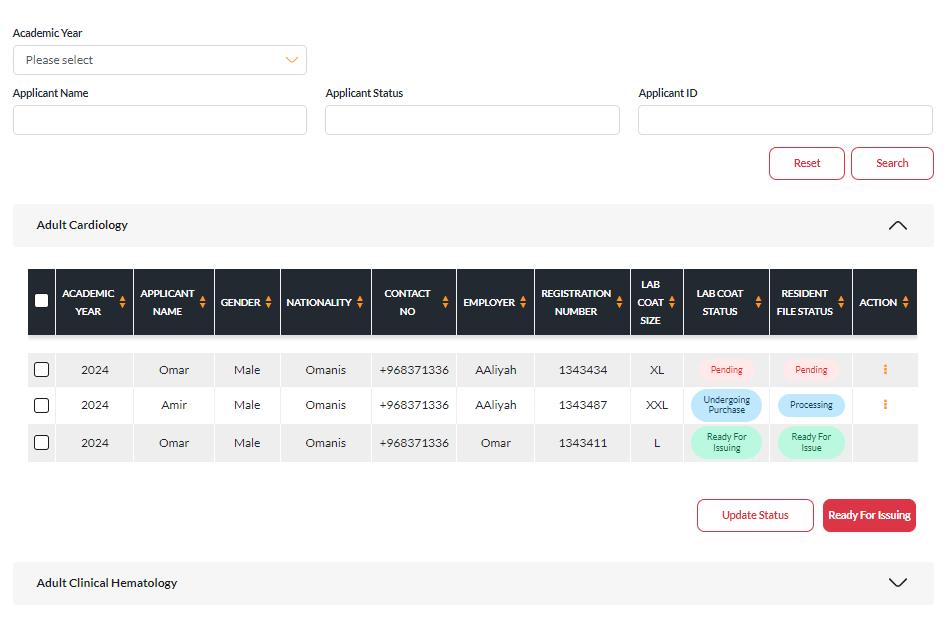 Academic Year
Please select
Applicant Name Applicant Status Applicant ID
Reset Search
Adult Cardiology
ACADEMIC YEAR APPLICANT NAME GENDER NATIONALITY CONTACT NO EMPLOYER REGISTRATION NUMBER LAB COAT SIZE LAB COAT STATUS RESIDENT FILE STATUS ACTION
2024 Omar Male Omanis +968371336 AAliyah 1343434 XL Pending Pending
2024 Amir Male Omanis +968371336 AAliyah 1343487 XXL Undergoing Purchase Processing
2024 Omar Male Omanis +968371336 Omar 1343411 L Ready For Issuing Ready For Issue
Update Status Ready For Issuing
Adult Clinical Hematology